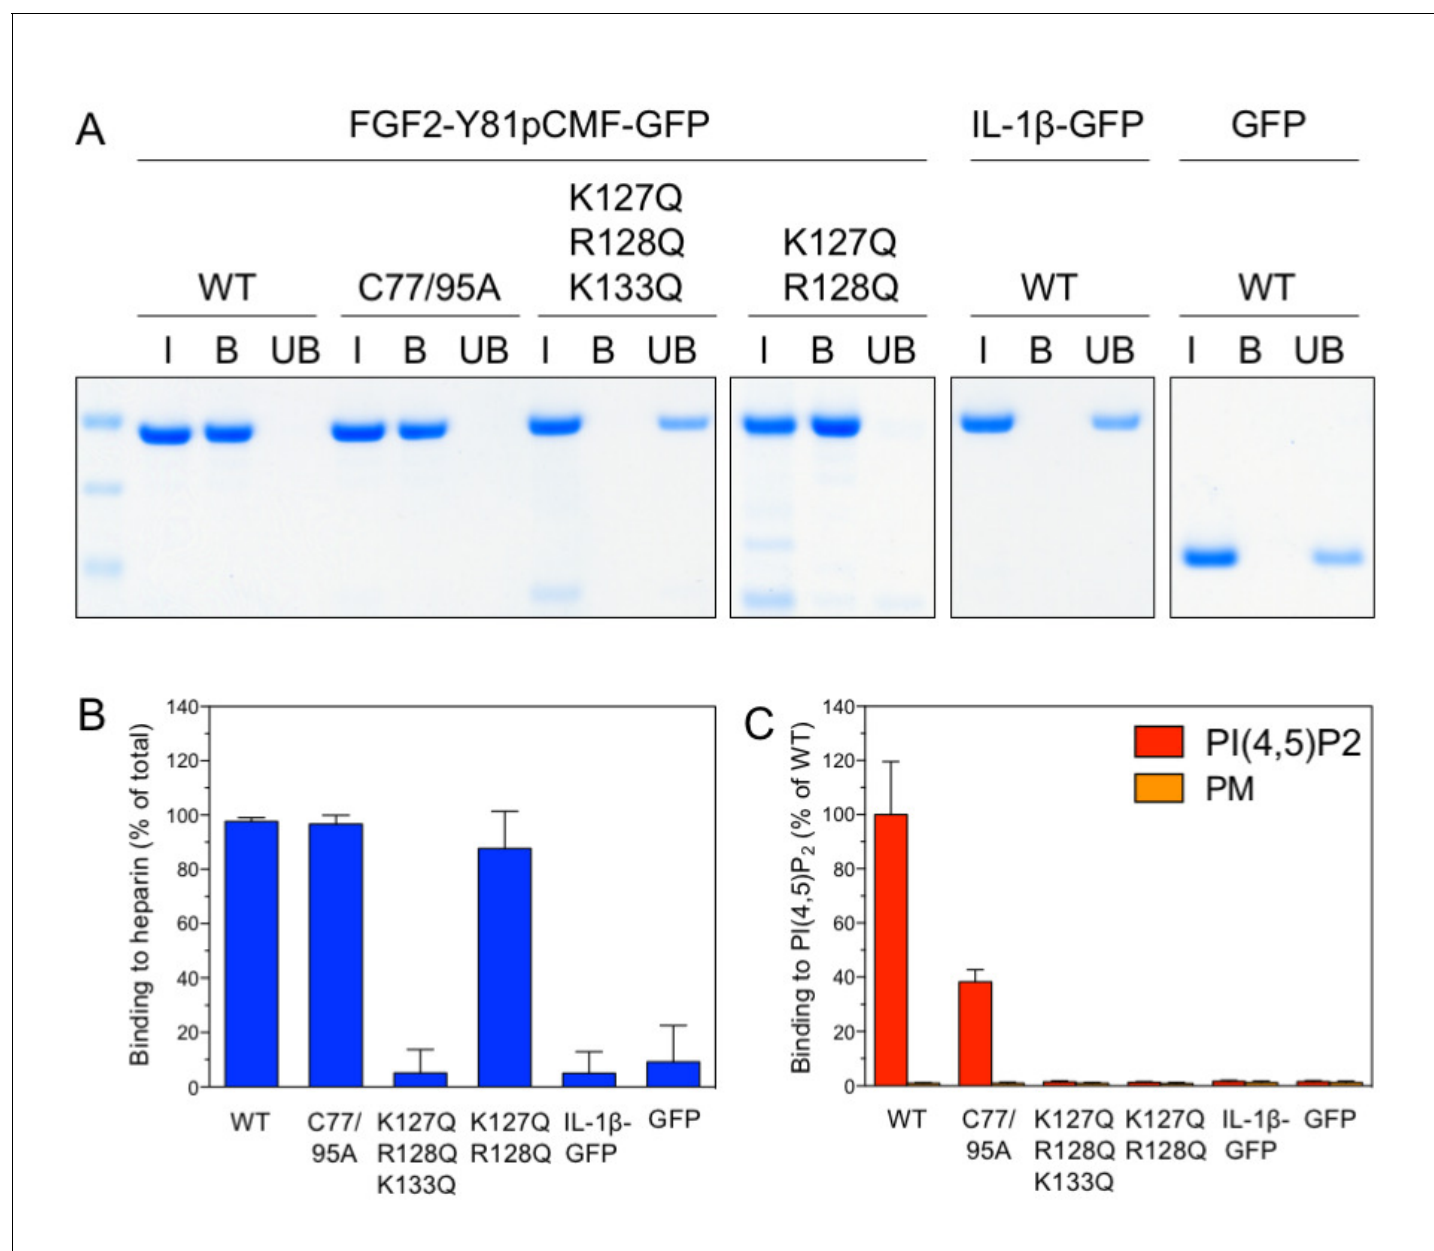 A
FGF2-Y81pCMF-GFP
IL-1β-GFP
GFP
K127Q
R128Q
K133Q
K127Q
R128Q
WT
C77/95A
WT
WT
I B UB I B UB I B UB I B UB I B UB I B UB
B
Binding to heparin (% of total)
140
120
100
80
60
40
20
0
WT
C77/
95A
K127Q
R128Q
K133Q
K127Q
R128Q
IL-1β-
GFP
GFP
C
Binding to PI(4,5)P2 (% of WT)
140
120
100
80
60
40
20
0
PI(4,5)P2
PM
WT
C77/
95A
K127Q
R128Q
K133Q
K127Q
R128Q
IL-1β-
GFP
GFP